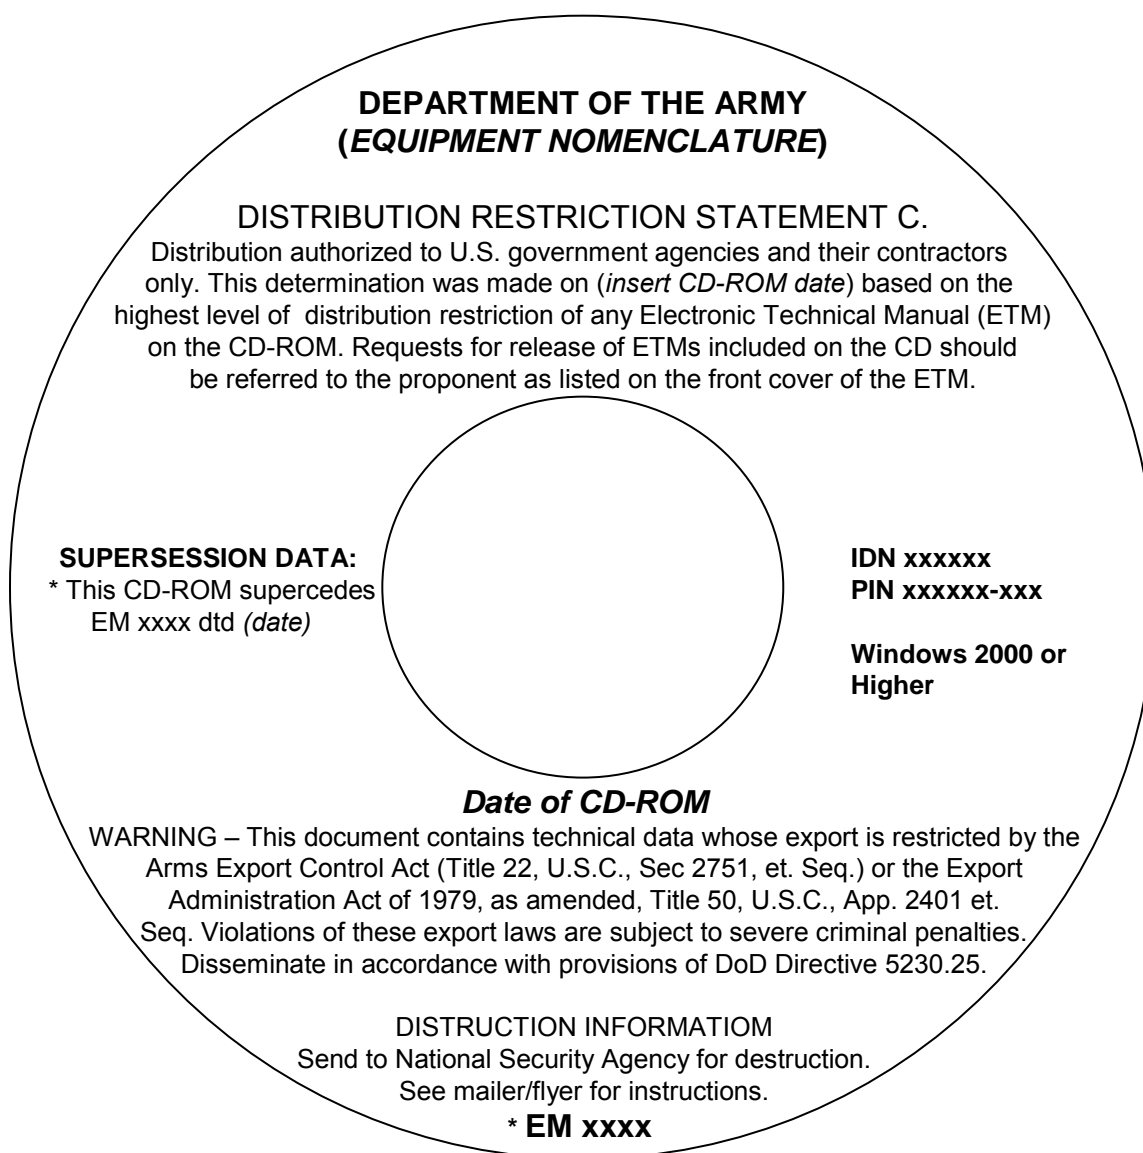 DEPARTMENT OF THE ARMY
(EQUIPMENT NOMENCLATURE)
DISTRIBUTION RESTRICTION STATEMENT C.
Distribution authorized to U.S. government agencies and their contractors
only. This determination was made on (insert CD-ROM date) based on the
highest level of distribution restriction of any Electronic Technical Manual (ETM)
on the CD-ROM. Requests for release of ETMs included on the CD should
be referred to the proponent as listed on the front cover of the ETM.
SUPERSESSION DATA:
* This CD-ROM supercedes
EM xxxx dtd (date)
IDN xxxxxx
PIN xxxxxx-xxx
Windows 2000 or
Higher
Date of CD-ROM
WARNING – This document contains technical data whose export is restricted by the
Arms Export Control Act (Title 22, U.S.C., Sec 2751, et. Seq.) or the Export
Administration Act of 1979, as amended, Title 50, U.S.C., App. 2401 et.
Seq. Violations of these export laws are subject to severe criminal penalties.
Disseminate in accordance with provisions of DoD Directive 5230.25.
DISTRUCTION INFORMATIOM
Send to National Security Agency for destruction.
See mailer/flyer for instructions.
* EM xxxx